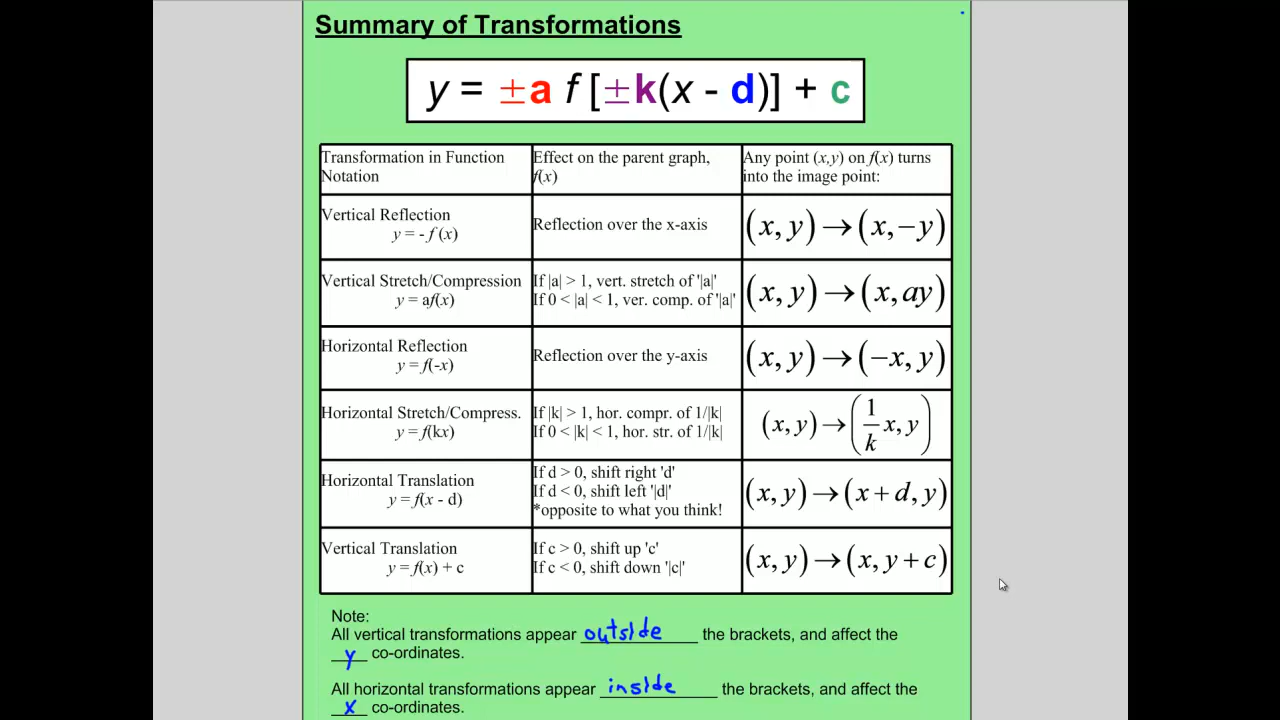 Summary of Transformations
y = ±a f [±k(x - d)] + c
Transformation in Function
Notation
Effect on the parent graph,
f(x)
Any point (x,y) on f(x) turns
into the image point:
Vertical Reflection
y = - f (x)
Reflection over the x-axis
(x, y) → (x, −y)
Vertical Stretch/Compression
y = af(x)
If |a| > 1, vert. stretch of '|a|'
If 0 < |a| < 1, ver. comp. of '|a|'
(x, y) → (x, ay)
Horizontal Reflection
y = f(-x)
Reflection over the y-axis
(x, y) → (−x, y)
Horizontal Stretch/Compress.
y = f(kx)
If |k| > 1, hor. compr. of 1/|k|
If 0 < |k| < 1, hor. str. of 1/|k|
(x, y) → (1/k x, y)
Horizontal Translation
y = f(x - d)
If d > 0, shift right 'd'
If d < 0, shift left '|d|'
*opposite to what you think!
(x, y) → (x + d, y)
Vertical Translation
y = f(x) + c
If c > 0, shift up 'c'
If c < 0, shift down '|c|'
(x, y) → (x, y + c)
Note:
All vertical transformations appear outside the brackets, and affect the
y co-ordinates.
All horizontal transformations appear inside the brackets, and affect the
x co-ordinates.